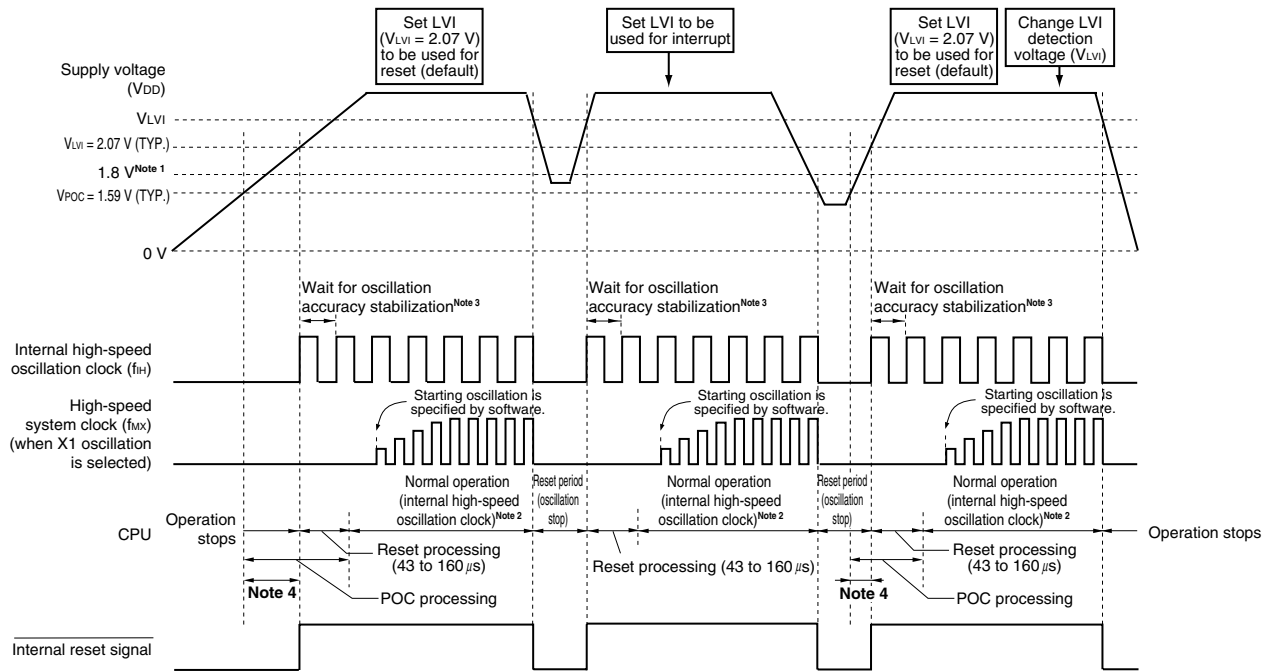 Set LVI
(VLVI = 2.07 V)
to be used for
reset (default)
Set LVI to be
used for interrupt
Set LVI
(VLVI = 2.07 V)
to be used for
reset (default)
Change LVI
detection
voltage (VLVI)
Supply voltage
(VDD)
VLVI
VLVI = 2.07 V (TYP.)
1.8 V Note 1
VPOC = 1.59 V (TYP.)
0 V
Wait for oscillation
accuracy stabilization Note 3
Wait for oscillation
accuracy stabilization Note 3
Wait for oscillation
accuracy stabilization Note 3
Internal high-speed
oscillation clock (fIH)
High-speed
system clock (fMX)
(when X1 oscillation
is selected)
Starting oscillation is
specified by software.
Starting oscillation is
specified by software.
Starting oscillation is
specified by software.
CPU
Operation
stops
Normal operation
(internal high-speed
oscillation clock) Note 2
Reset period
(oscillation
stop)
Normal operation
(internal high-speed
oscillation clock) Note 2
Reset period
(oscillation
stop)
Normal operation
(internal high-speed
oscillation clock) Note 2
Operation stops
Reset processing
(43 to 160 μs)
Reset processing (43 to 160 μs)
Reset processing
(43 to 160 μs)
Note 4
POC processing
Note 4
POC processing
Internal reset signal